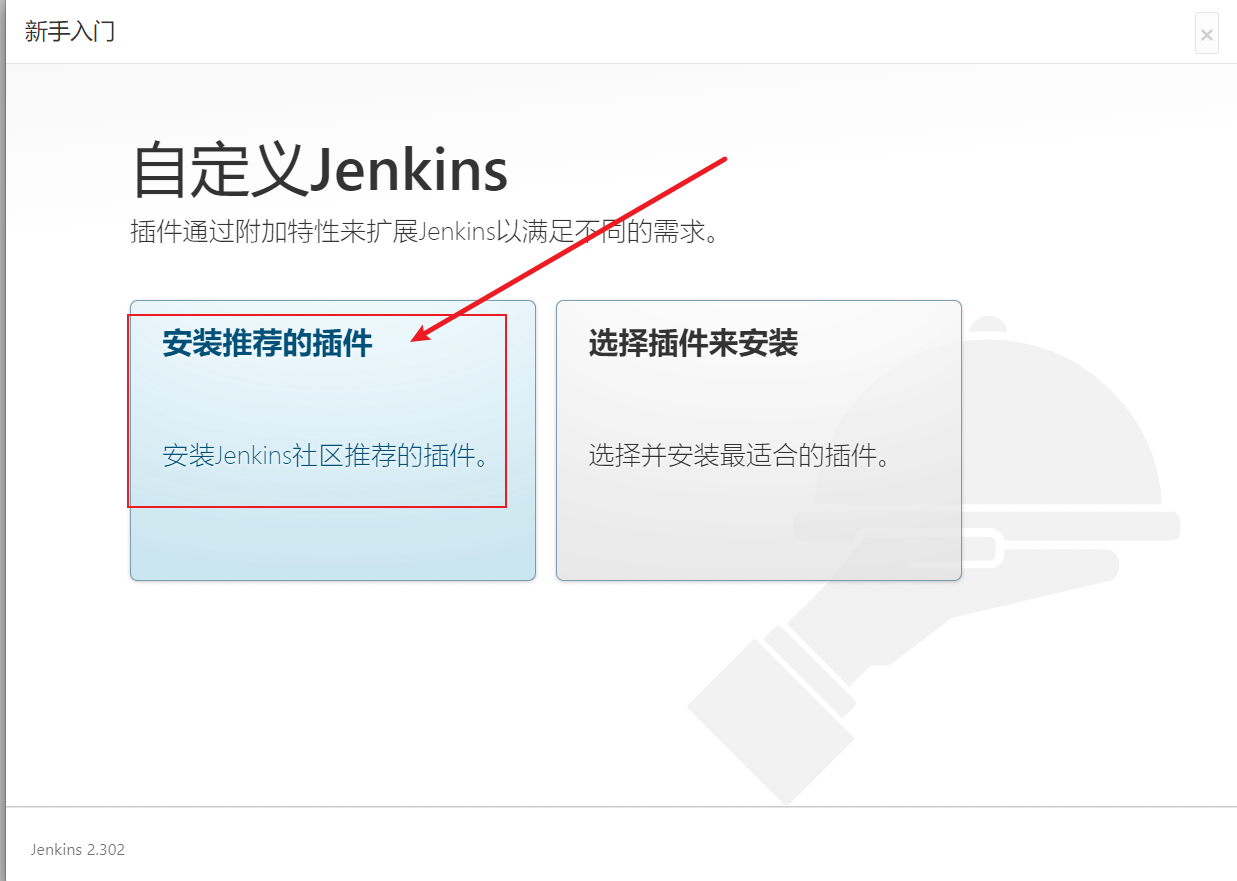 新手入门
×
自定义Jenkins
插件通过附加特性来扩展Jenkins以满足不同的需求。
安装推荐的插件
安装Jenkins社区推荐的插件。
选择插件来安装
选择并安装最适合的插件。
Jenkins 2.302